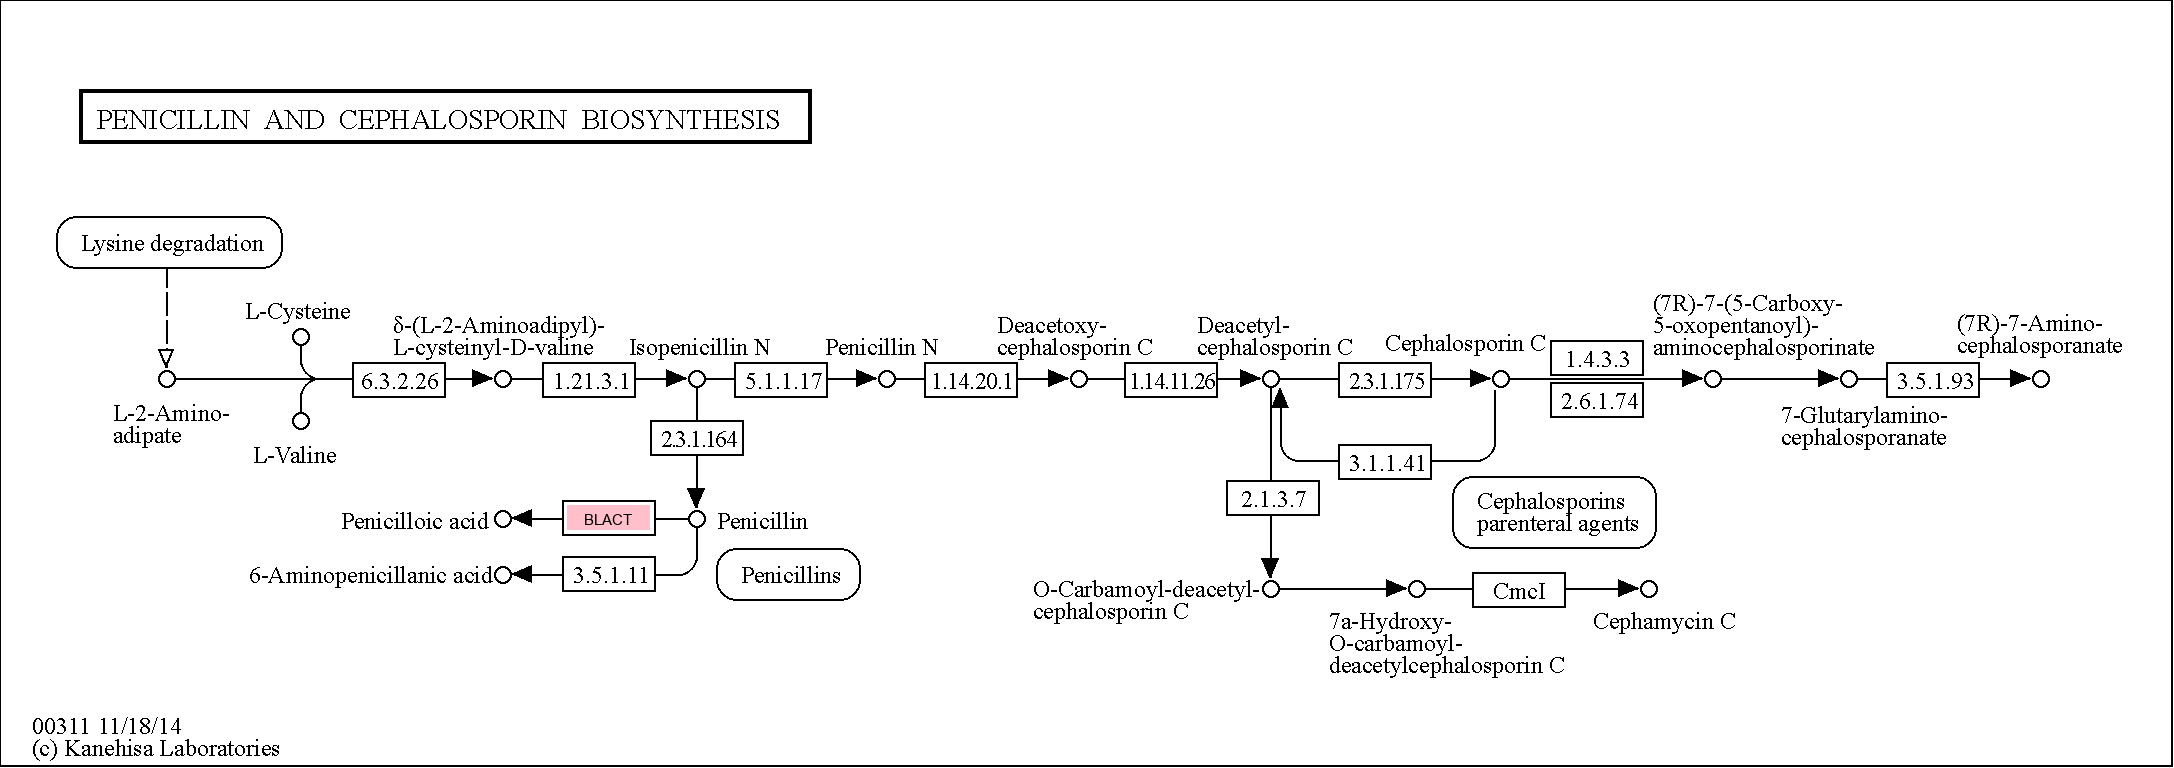 PENICILLIN AND CEPHALOSPORIN BIOSYNTHESIS
Lysine degradation
L-Cysteine
L-2-Amino-
adipate
L-Valine
6.3.2.26
δ-(L-2-Aminoadipyl)-
L-cysteinyl-D-valine
1.21.3.1
Isopenicillin N
5.1.1.17
Penicillin N
1.14.20.1
Deacetoxy-
cephalosporin C
1.14.11.26
Deacetyl-
cephalosporin C
2.3.1.175
Cephalosporin C
1.4.3.3
2.6.1.74
(7R)-7-(5-Carboxy-
5-oxopentanoyl)-
aminocephalosporinate
7-Glutarylamino-
cephalosporanate
3.5.1.93
(7R)-7-Amino-
cephalosporanate
2.3.1.164
3.1.1.41
Penicilloic acid
BLACT
Penicillin
6-Aminopenicillanic acid
3.5.1.11
Penicillins
2.1.3.7
Cephalosporins
parenteral agents
O-Carbamoyl-deacetyl-
cephalosporin C
7a-Hydroxy-
O-carbamoyl-
deacetylcephalosporin C
CmcI
Cephamycin C
00311 11/18/14
(c) Kanehisa Laboratories